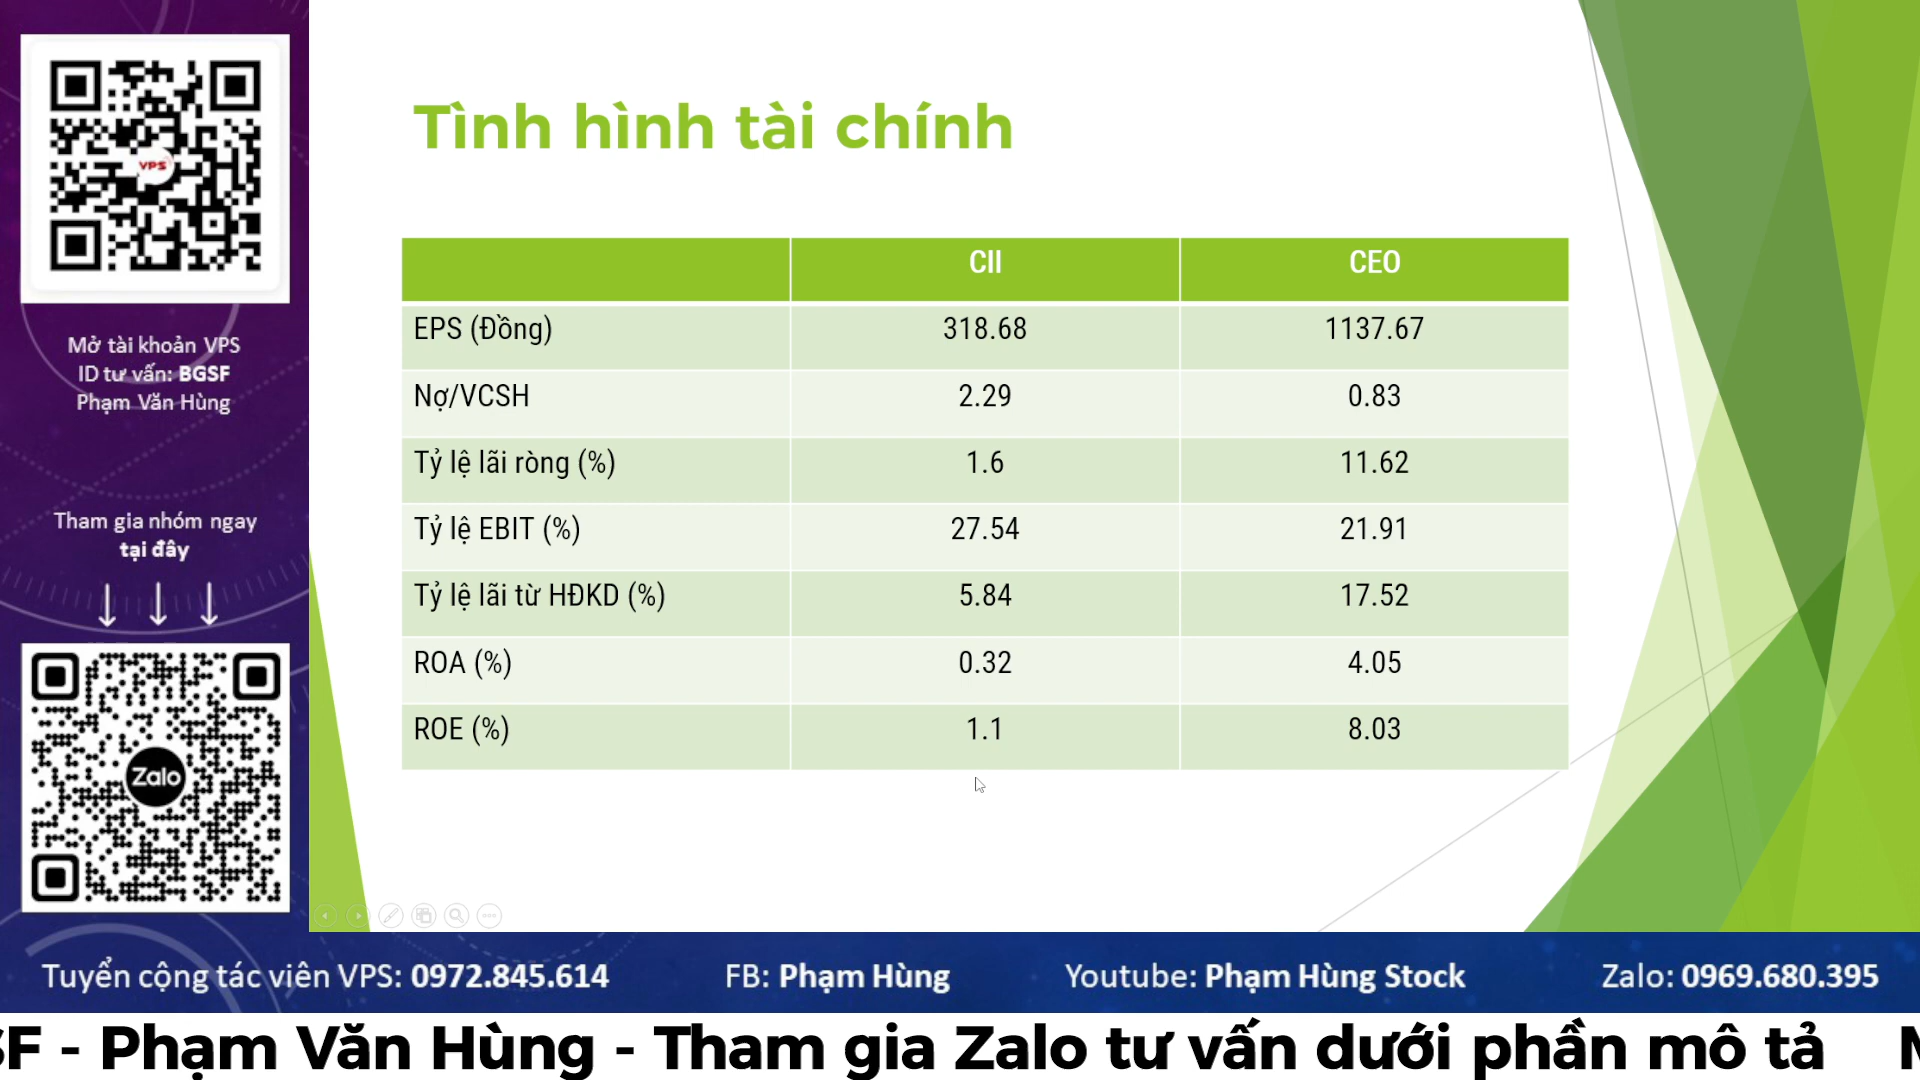 VPS
Mở tài khoản VPS
ID tư vấn: BGSF
Phạm Văn Hùng
Tham gia nhóm ngay
tại đây
Zalo
Tình hình tài chính
CII CEO
EPS (Đồng) 318.68 1137.67
Nợ/VCSH 2.29 0.83
Tỷ lệ lãi ròng (%) 1.6 11.62
Tỷ lệ EBIT (%) 27.54 21.91
Tỷ lệ lãi từ HĐKD (%) 5.84 17.52
ROA (%) 0.32 4.05
ROE (%) 1.1 8.03
Tuyển cộng tác viên VPS: 0972.845.614 FB: Phạm Hùng Youtube: Phạm Hùng Stock Zalo: 0969.680.395
SF - Phạm Văn Hùng - Tham gia Zalo tư vấn dưới phần mô tả M